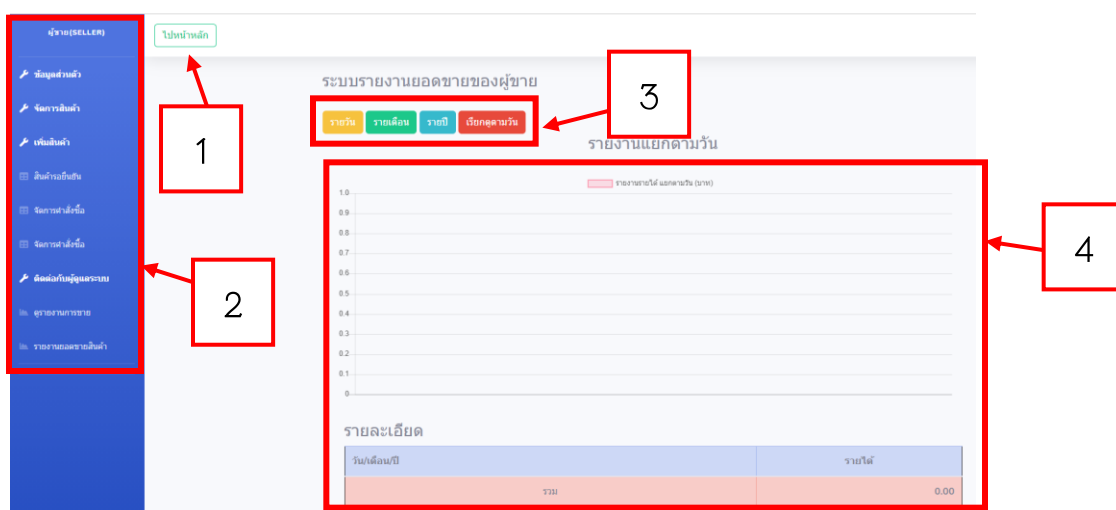 ผู้ขาย(SELLER)
ข้อมูลส่วนตัว
จัดการสินค้า
เพิ่มสินค้า
สินค้ารอยืนยัน
จัดการคำสั่งซื้อ
จัดการคำสั่งซื้อ
ติดต่อกับผู้ดูแลระบบ
ดูรายงานการขาย
รายงานยอดขายสินค้า
ไปหน้าหลัก
1
2
ระบบรายงานยอดขายของผู้ขาย
3
รายวัน รายเดือน รายปี เรียกดูตามวัน
รายงานแยกตามวัน
รายงานรายได้ แยกตามวัน (บาท)
1.0
0.9
0.8
0.7
0.6
0.5
0.4
0.3
0.2
0.1
0
4
รายละเอียด
วัน/เดือน/ปี รายได้
รวม 0.00